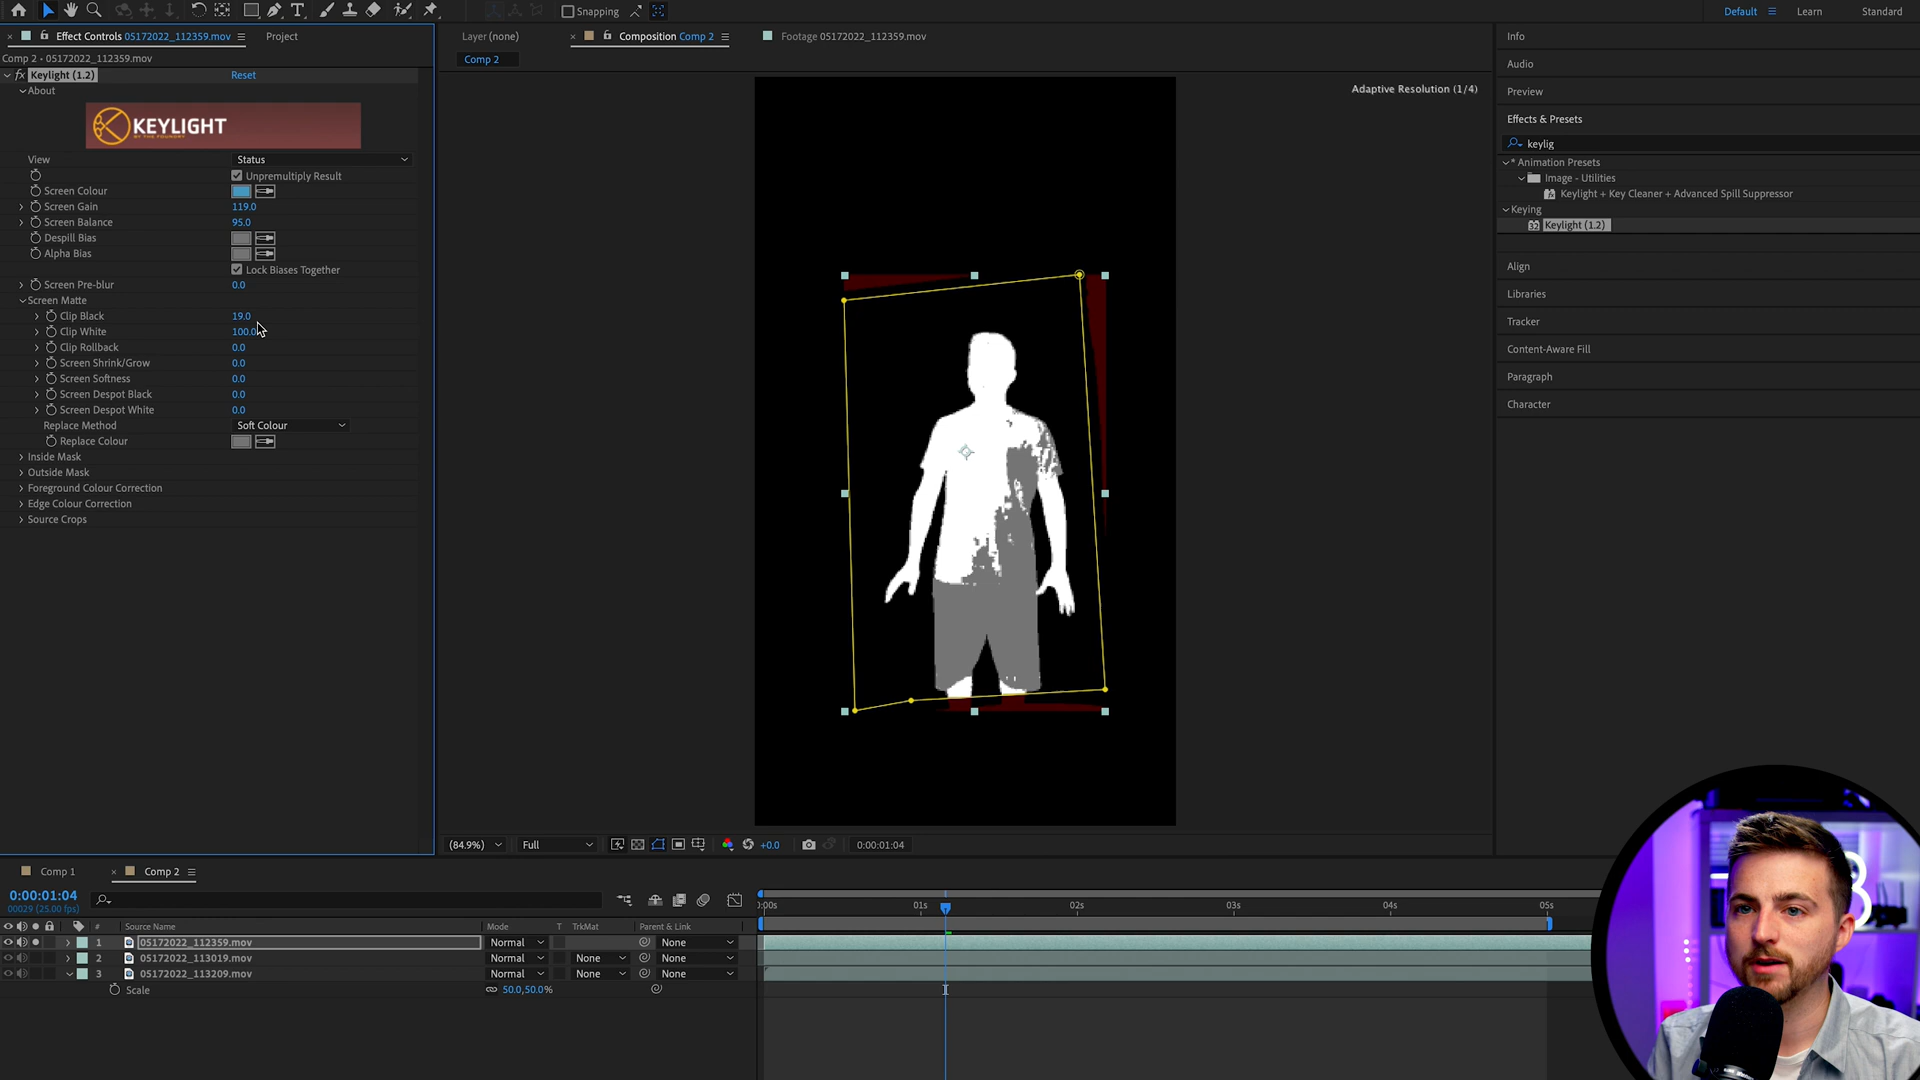 Snapping
Default
Learn
Standard
Effect Controls 05172022_112359.mov
Project
Layer (none)
Composition Comp 2
Footage 05172022_112359.mov
Info
Comp 2 • 05172022_112359.mov
Comp 2
fx Keylight (1.2)
Reset
About
KEYLIGHT
BY THE FOUNDRY
View
Status
Unpremultiply Result
Screen Colour
Screen Gain
119.0
Screen Balance
95.0
Despill Bias
Alpha Bias
Lock Biases Together
Screen Pre-blur
0.0
Screen Matte
Clip Black
19.0
Clip White
100.0
Clip Rollback
0.0
Screen Shrink/Grow
0.0
Screen Softness
0.0
Screen Despot Black
0.0
Screen Despot White
0.0
Replace Method
Soft Colour
Replace Colour
Inside Mask
Outside Mask
Foreground Colour Correction
Edge Colour Correction
Source Crops
Adaptive Resolution (1/4)
Audio
Preview
Effects & Presets
keylig
* Animation Presets
Image - Utilities
Keylight + Key Cleaner + Advanced Spill Suppressor
Keying
32 Keylight (1.2)
Align
Libraries
Tracker
Content-Aware Fill
Paragraph
Character
(84.9%)
Full
+0.0
0:00:01:04
Comp 1
Comp 2
0:00:01:04
00029 (25.00 fps)
#
Source Name
Mode
T
TrkMat
Parent & Link
1
05172022_112359.mov
Normal
None
2
05172022_113019.mov
Normal
None
None
3
05172022_113209.mov
Normal
None
None
Scale
50.0,50.0%
:00s
01s
02s
03s
04s
05s